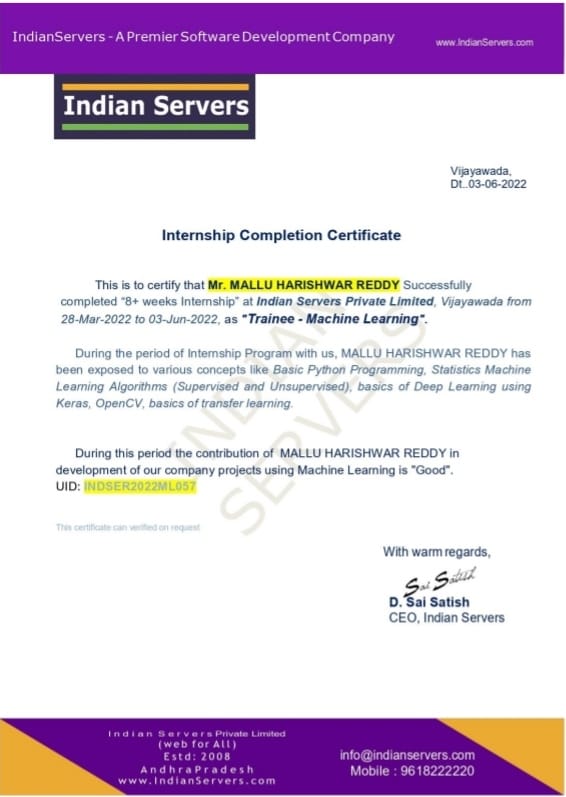 IndianServers - A Premier Software Development Company
www.IndianServers.com
Indian Servers
Vijayawada,
Dt..03-06-2022
Internship Completion Certificate
This is to certify that Mr. MALLU HARISHWAR REDDY Successfully
completed “8+ weeks Internship” at Indian Servers Private Limited, Vijayawada from
28-Mar-2022 to 03-Jun-2022, as "Trainee - Machine Learning".
During the period of Internship Program with us, MALLU HARISHWAR REDDY has
been exposed to various concepts like Basic Python Programming, Statistics Machine
Learning Algorithms (Supervised and Unsupervised), basics of Deep Learning using
Keras, OpenCV, basics of transfer learning.
During this period the contribution of MALLU HARISHWAR REDDY in
development of our company projects using Machine Learning is "Good".
UID: INDSER2022ML057
INDIAN
SERVERS
This certificate can verified on request
With warm regards,
Sai Satish
D. Sai Satish
CEO, Indian Servers
Indian Servers Private Limited
(web for All)
Estd: 2008
AndhraPradesh
www.IndianServers.com
info@indianservers.com
Mobile : 9618222220